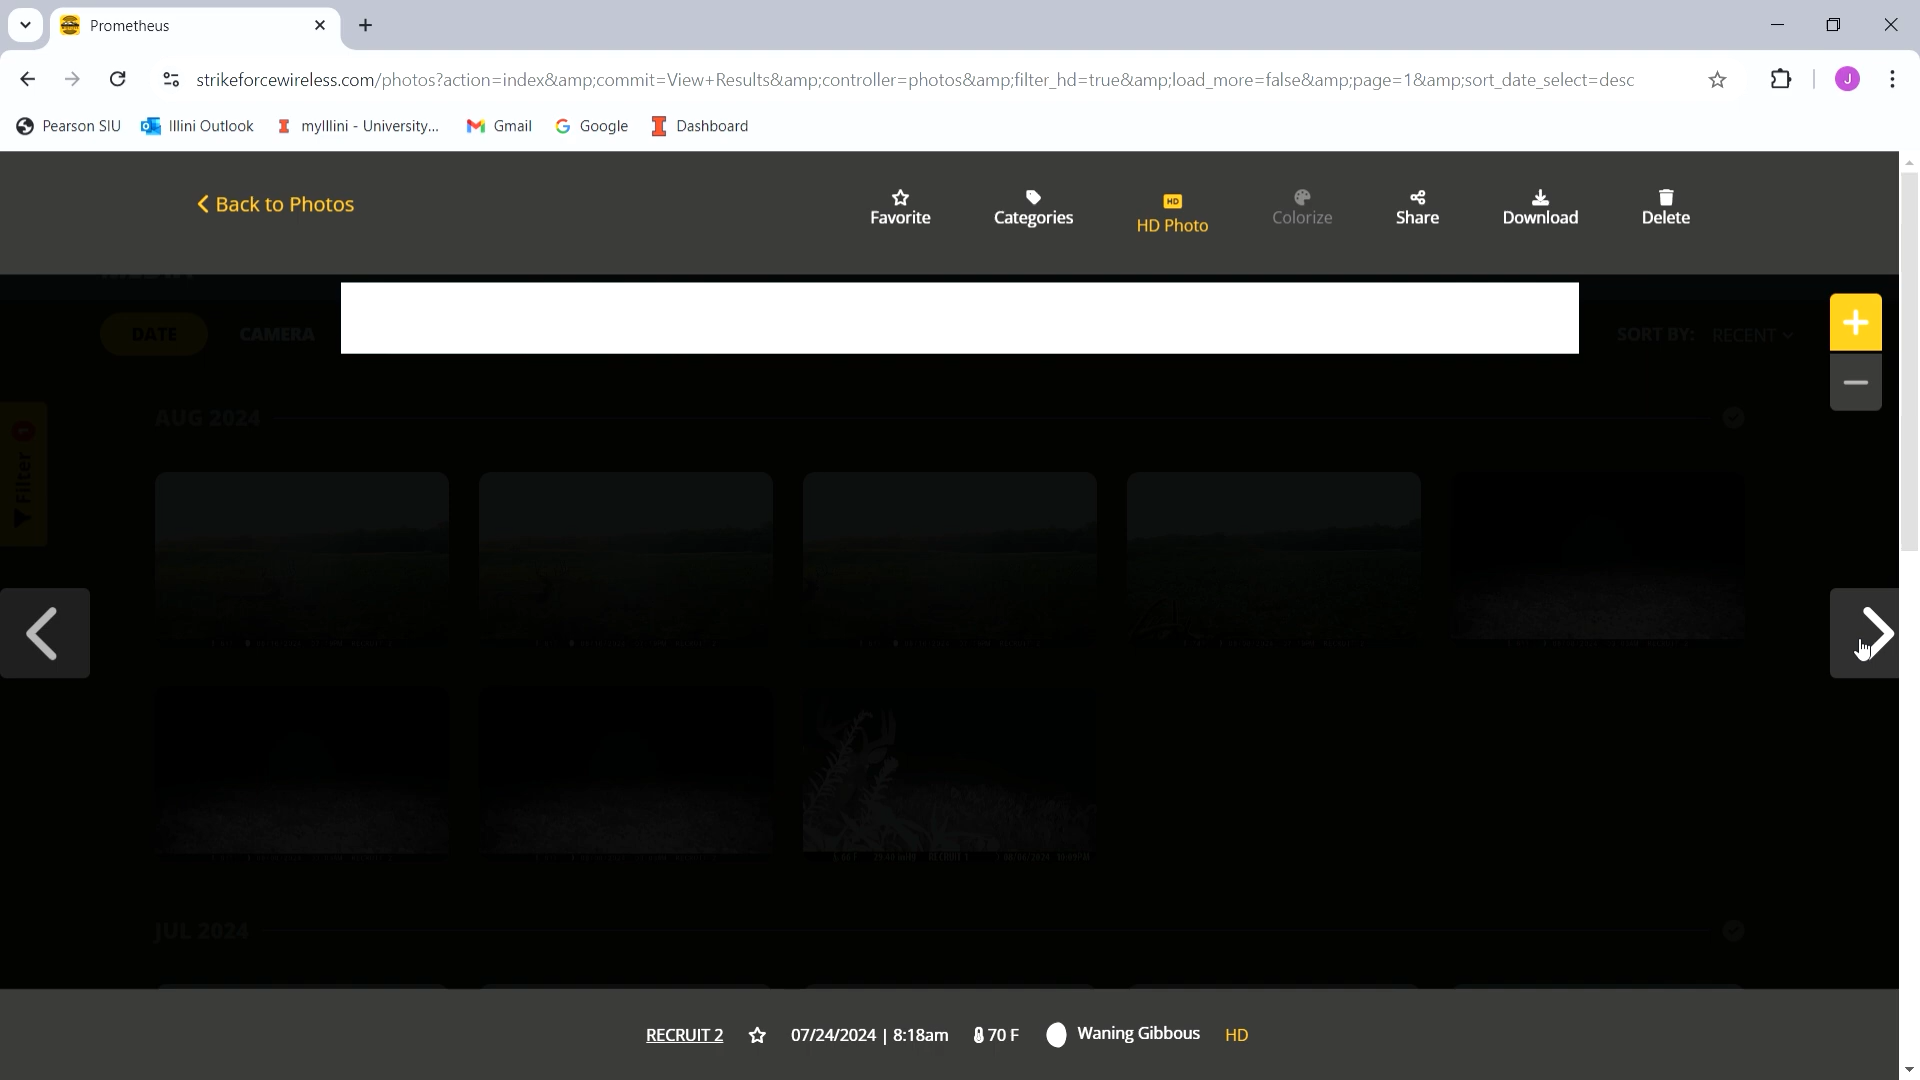 Prometheus
strikeforcewireless.com/photos?action=index&amp;commit=View+Results&amp;controller=photos&amp;filter_hd=true&amp;load_more=false&amp;page=1&amp;sort_date_select=desc
J
Pearson SIU
Illini Outlook
myIllini - University...
Gmail
Google
Dashboard
Back to Photos
Favorite
Categories
HD
HD Photo
Colorize
Share
Download
Delete
DATE
CAMERA
SORT BY: RECENT
AUG 2024
Filter
JUL 2024
RECRUIT 2
07/24/2024 | 8:18am
70 F
Waning Gibbous
HD